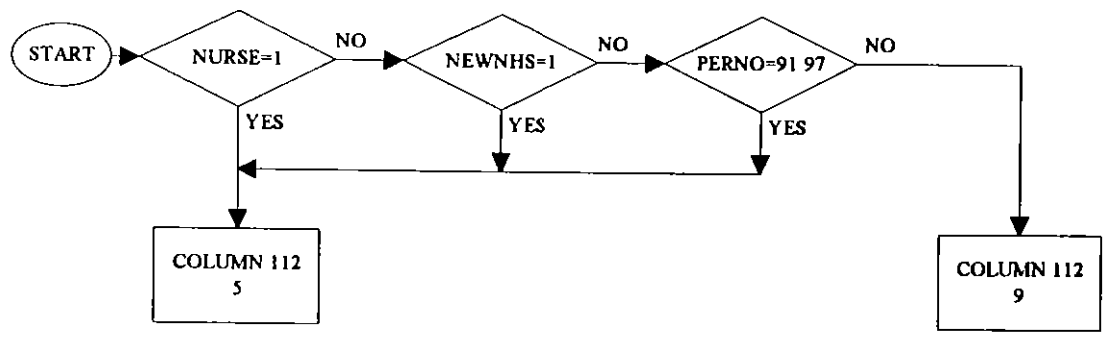 START
NURSE=1
NO
NEWNHS=1
NO
PERNO=91 97
NO
YES
YES
YES
COLUMN 112
5
COLUMN 112
9